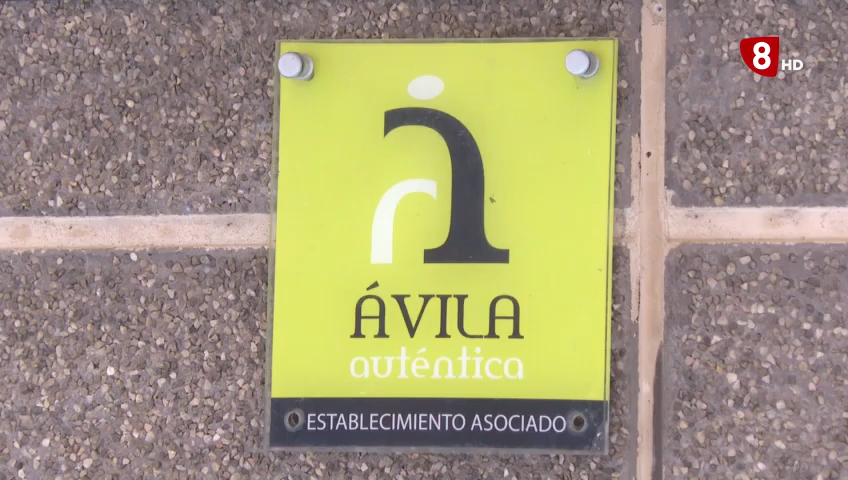 8 HD
ÁVILA
auténtica
ESTABLECIMIENTO ASOCIADO